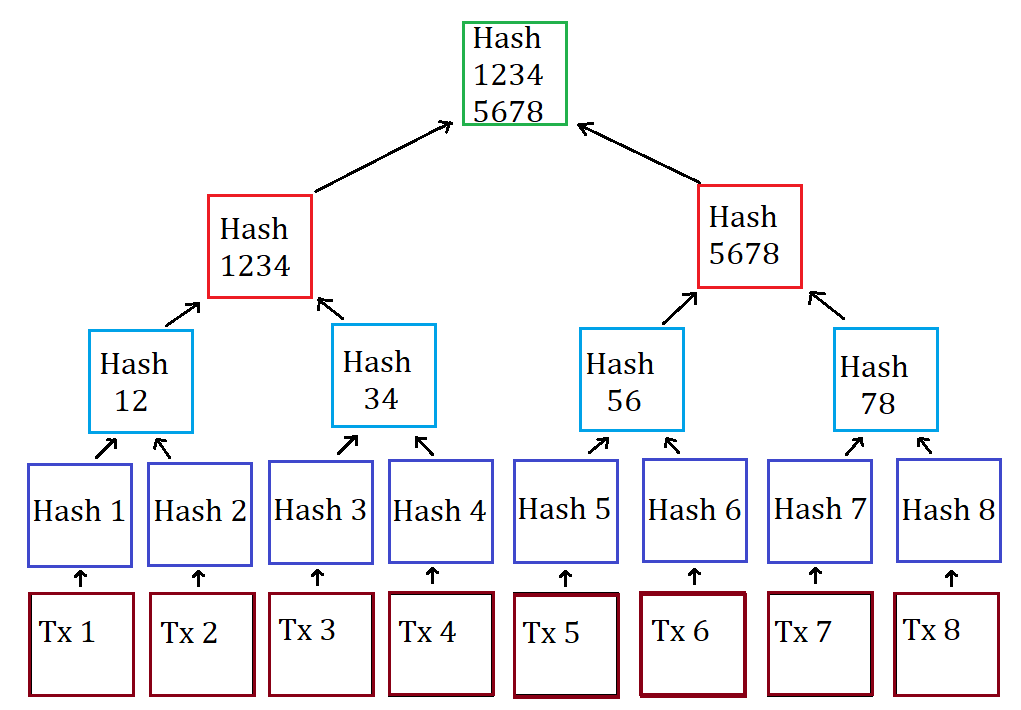 Hash
1234
5678
Hash
1234
Hash
5678
Hash
12
Hash
34
Hash
56
Hash
78
Hash 1
Hash 2
Hash 3
Hash 4
Hash 5
Hash 6
Hash 7
Hash 8
Tx 1
Tx 2
Tx 3
Tx 4
Tx 5
Tx 6
Tx 7
Tx 8